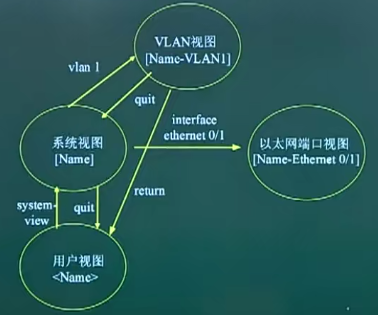 VLAN视图
[Name-VLAN1]
vlan 1
quit
interface
ethernet 0/1
系统视图
[Name]
以太网端口视图
[Name-Ethernet 0/1]
return
system-
view
quit
用户视图
<Name>